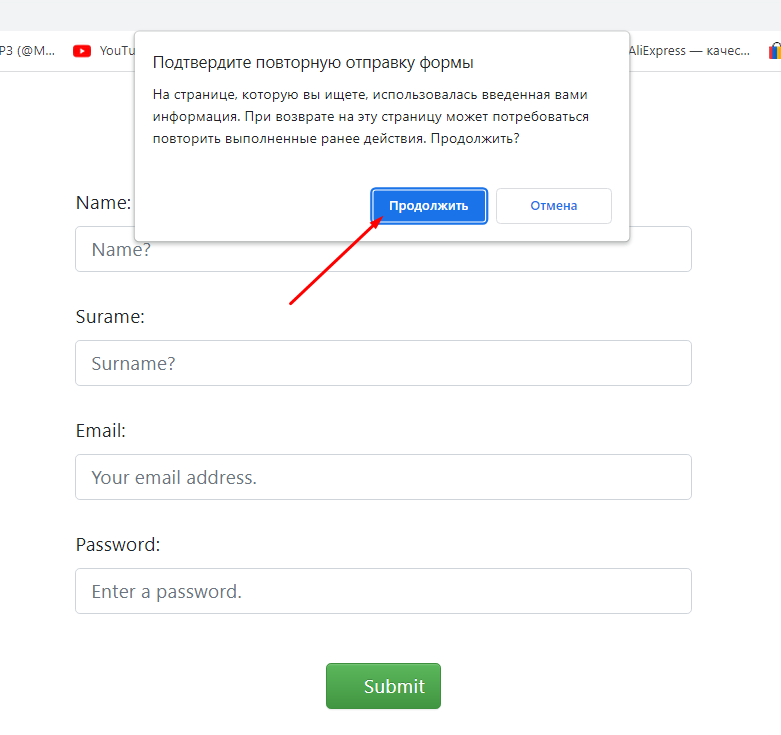 P3 (@M...
YouTu
AliExpress — качес...
Подтвердите повторную отправку формы
На странице, которую вы ищете, использовалась введенная вами
информация. При возврате на эту страницу может потребоваться
повторить выполненные ранее действия. Продолжить?
Продолжить
Отмена
Name:
Name?
Surame:
Surname?
Email:
Your email address.
Password:
Enter a password.
Submit